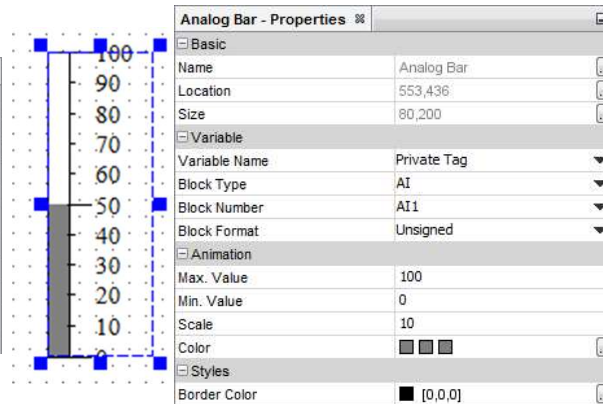 100
90
80
70
60
50
40
30
20
10
0
Analog Bar - Properties
Basic
Name Analog Bar
Location 553,436
Size 80,200
Variable
Variable Name Private Tag
Block Type AI
Block Number AI1
Block Format Unsigned
Animation
Max. Value 100
Min. Value 0
Scale 10
Color
Styles
Border Color [0,0,0]